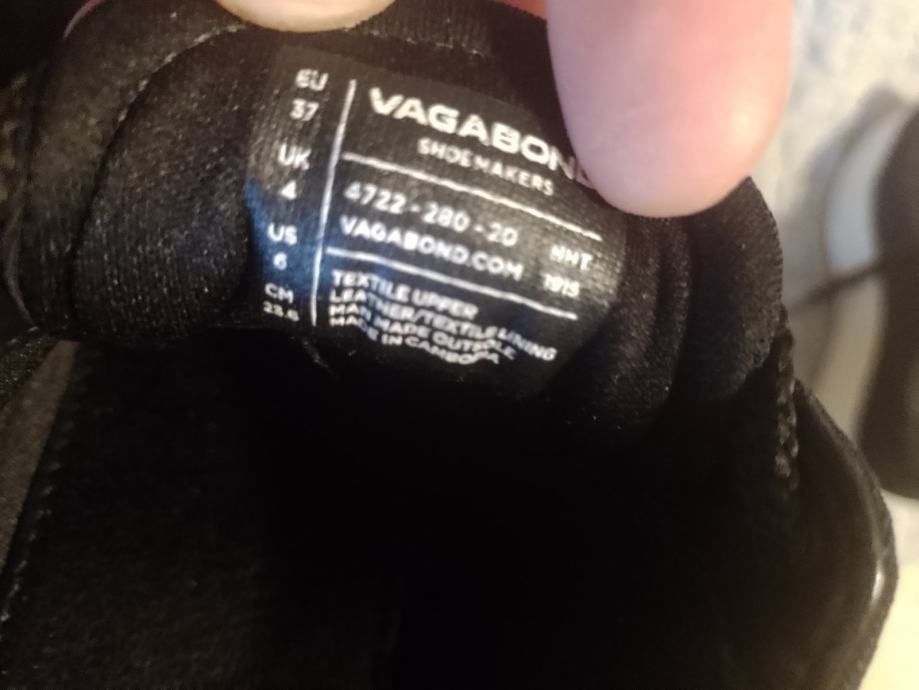 EU
37
UK
4
US
6
CM
23.6
VAGABOND
SHOEMAKERS
4722-280-20
VAGABOND.COM
TEXTILE UPPER
LEATHER/TEXTILE LINING
MAN MADE OUTSOLE
MADE IN CAMBODIA